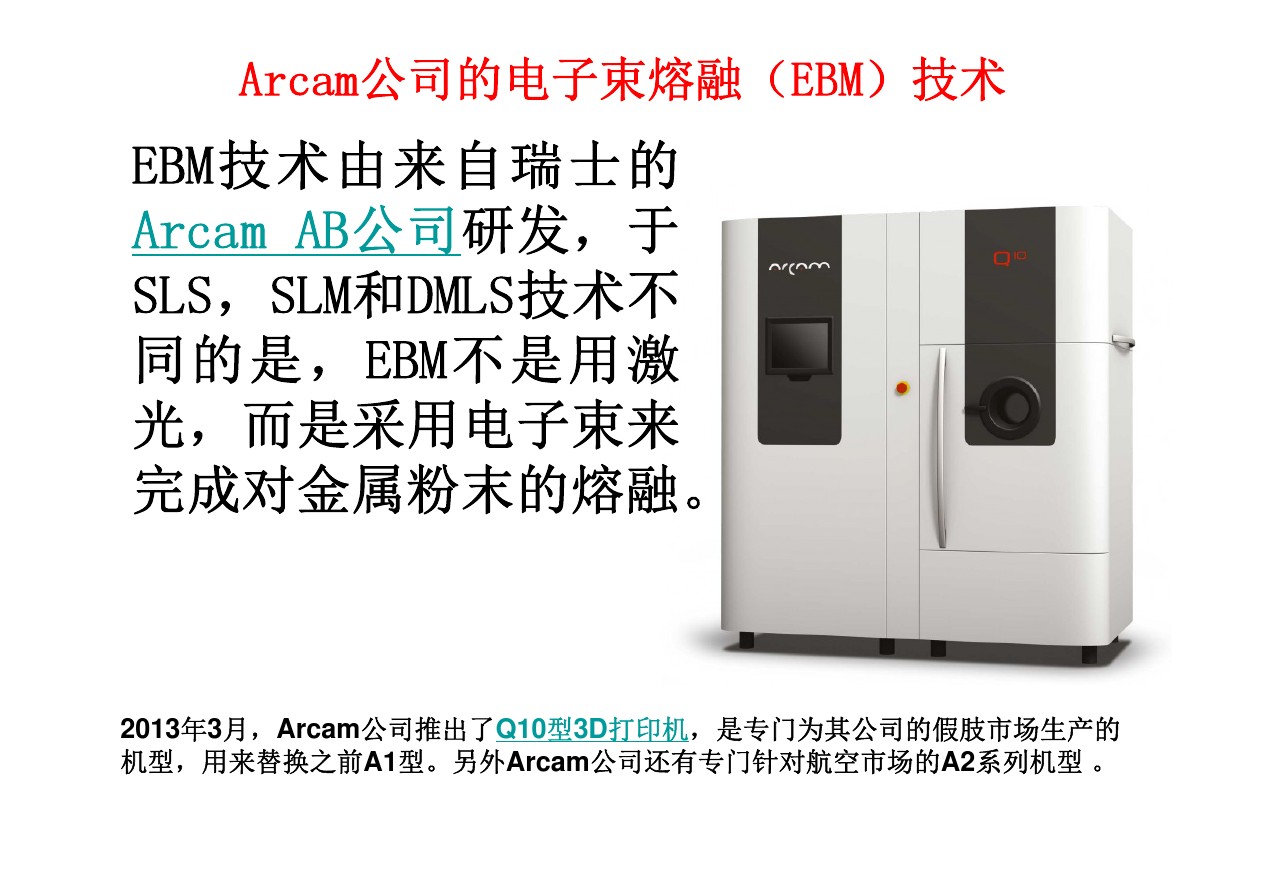 Arcam公司的电子束熔融（EBM）技术
EBM技术由来自瑞士的
Arcam AB公司研发，于
SLS，SLM和DMLS技术不
同的是，EBM不是用激
光，而是采用电子束来
完成对金属粉末的熔融。
arcam
Q10
2013年3月，Arcam公司推出了Q10型3D打印机，是专门为其公司的假肢市场生产的
机型，用来替换之前A1型。另外Arcam公司还有专门针对航空市场的A2系列机型 。